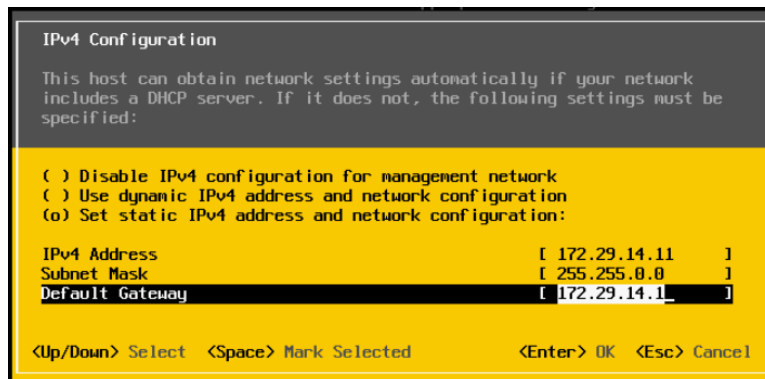 IPv4 Configuration
This host can obtain network settings automatically if your network
includes a DHCP server. If it does not, the following settings must be
specified:
( ) Disable IPv4 configuration for management network
( ) Use dynamic IPv4 address and network configuration
(o) Set static IPv4 address and network configuration:
IPv4 Address [ 172.29.14.11 ]
Subnet Mask [ 255.255.0.0 ]
Default Gateway [ 172.29.14.1_ ]
<Up/Down> Select <Space> Mark Selected <Enter> OK <Esc> Cancel